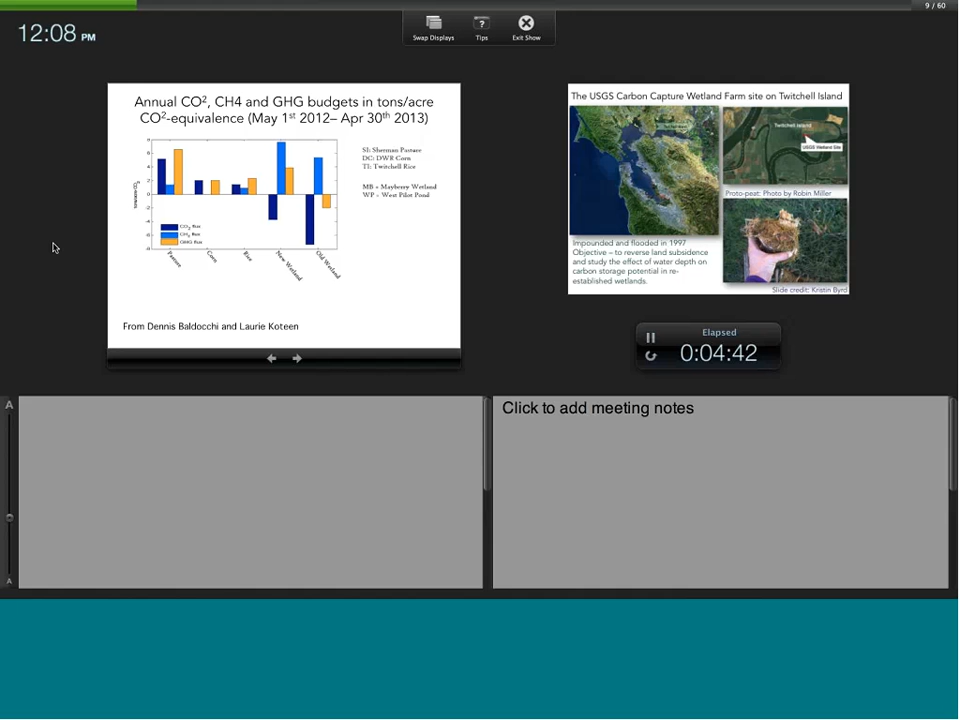 9 / 60
12:08 PM
Swap Displays
Tips
Exit Show
Annual CO², CH4 and GHG budgets in tons/acre
CO²-equivalence (May 1st 2012– Apr 30th 2013)
SI: Sherman Pasture
DC: DWR Corn
TI: Twitchell Rice
MB = Mayberry Wetland
WP = West Pilot Pond
CO₂ flux
CH₄ flux
GHG flux
Pasture
Corn
Rice
New Wetland
Old Wetland
From Dennis Baldocchi and Laurie Koteen
The USGS Carbon Capture Wetland Farm site on Twitchell Island
Twitchell Island
USGS Wetland Site
Proto-peat: Photo by Robin Miller
Impounded and flooded in 1997
Objective – to reverse land subsidence
and study the effect of water depth on
carbon storage potential in re-
established wetlands.
Slide credit: Kristin Byrd
Elapsed
0:04:42
A
A
Click to add meeting notes